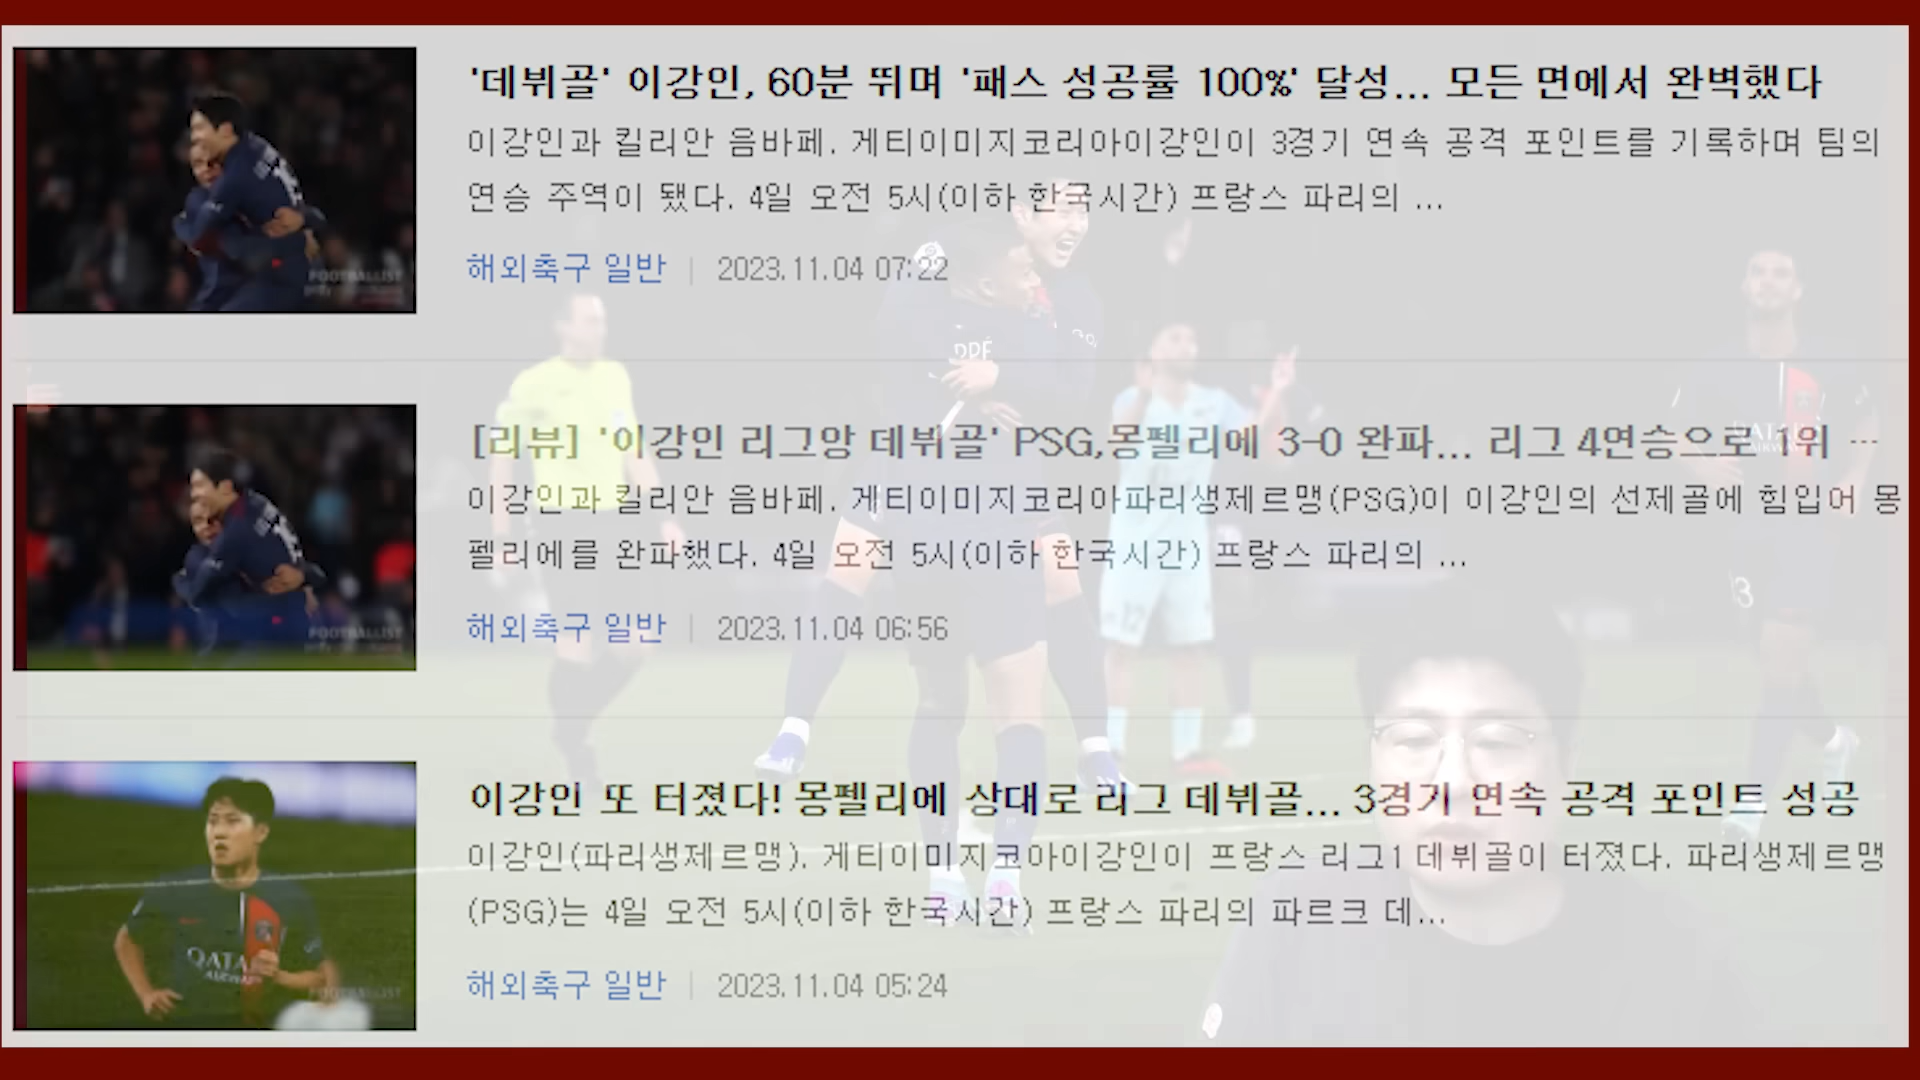 '데뷔골' 이강인, 60분 뛰며 '패스 성공률 100%' 달성... 모든 면에서 완벽했다
이강인과 킬리안 음바페. 게티이미지코리아이강인이 3경기 연속 공격 포인트를 기록하며 팀의
연승 주역이 됐다. 4일 오전 5시(이하 한국시간) 프랑스 파리의 ...
해외축구 일반 | 2023.11.04 07:22
[리뷰] '이강인 리그앙 데뷔골' PSG,몽펠리에 3-0 완파... 리그 4연승으로 1위 ...
이강인과 킬리안 음바페. 게티이미지코리아파리생제르맹(PSG)이 이강인의 선제골에 힘입어 몽
펠리에를 완파했다. 4일 오전 5시(이하 한국시간) 프랑스 파리의 ...
해외축구 일반 | 2023.11.04 06:56
이강인 또 터졌다! 몽펠리에 상대로 리그 데뷔골... 3경기 연속 공격 포인트 성공
이강인(파리생제르맹). 게티이미지코아이강인이 프랑스 리그1 데뷔골이 터졌다. 파리생제르맹
(PSG)는 4일 오전 5시(이하 한국시간) 프랑스 파리의 파르크 데...
해외축구 일반 | 2023.11.04 05:24
FOOTBALLIST
FOOTBALLIST
QATAR
AIRWAYS
FOOTBALLIST
QATAR
AIRWAYS